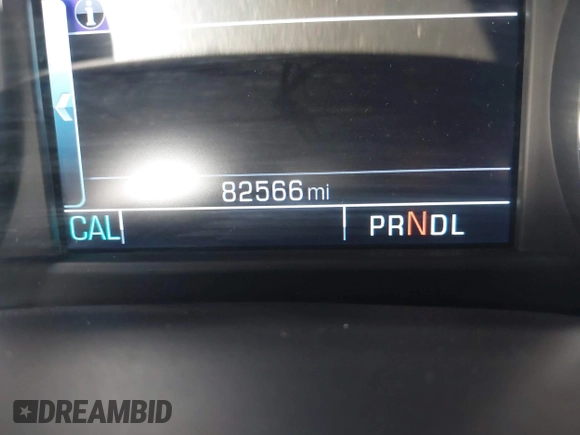 i
82566 mi
CAL PRNDL
DREAMBID